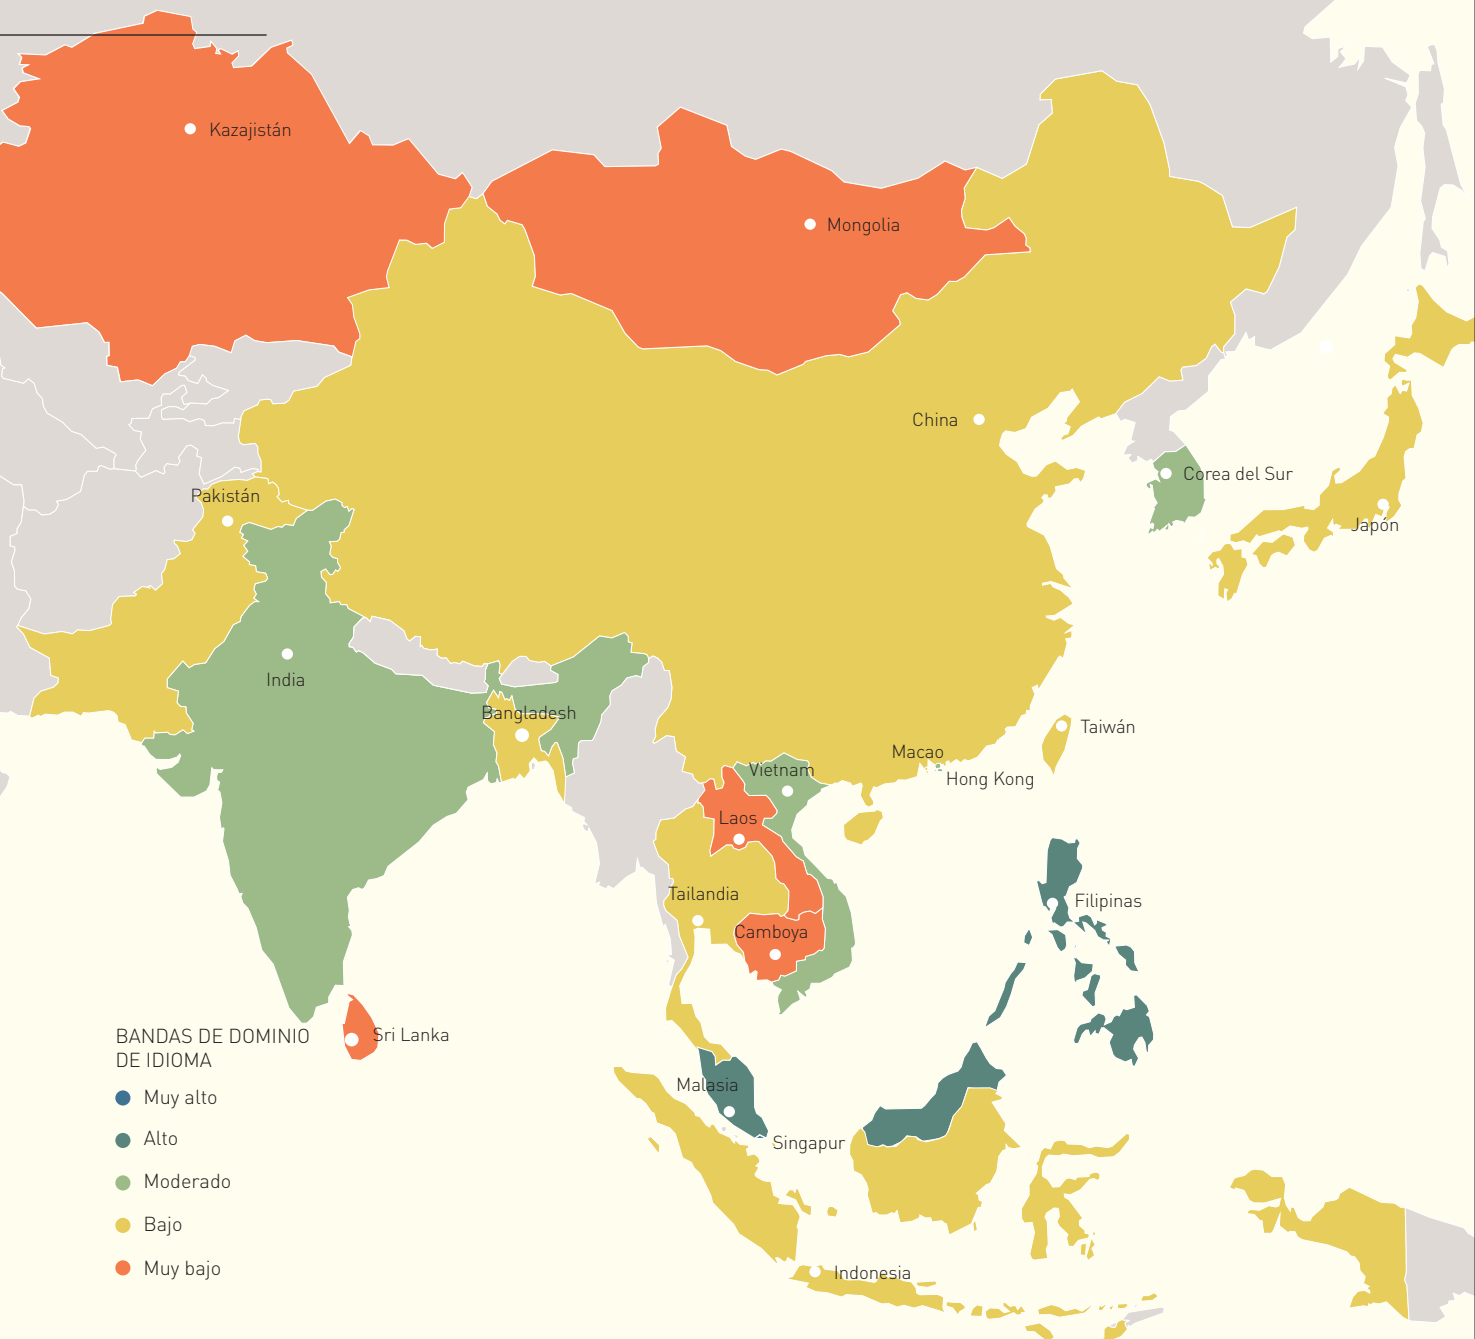 Kazajistán
Mongolia
China
Corea del Sur
Pakistán
Japón
India
Bangladesh
Taiwán
Macao
Vietnam
Hong Kong
Laos
Tailandia
Filipinas
Camboya
Sri Lanka
BANDAS DE DOMINIO
DE IDIOMA
Malasia
Muy alto
Alto
Singapur
Moderado
Bajo
Muy bajo
Indonesia